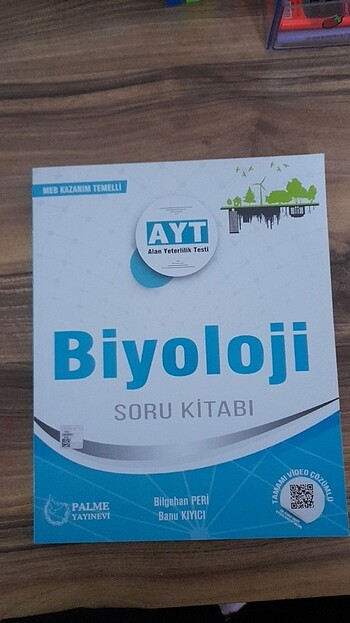 MEB KAZANIM TEMELLİ
AYT
Alan Yeterlilik Testi
Biyoloji
SORU KİTABI
Bilgehan PERİ
Banu KIYICI
PALME
YAYINEVİ
TAMAMI VİDEO ÇÖZÜMLÜ